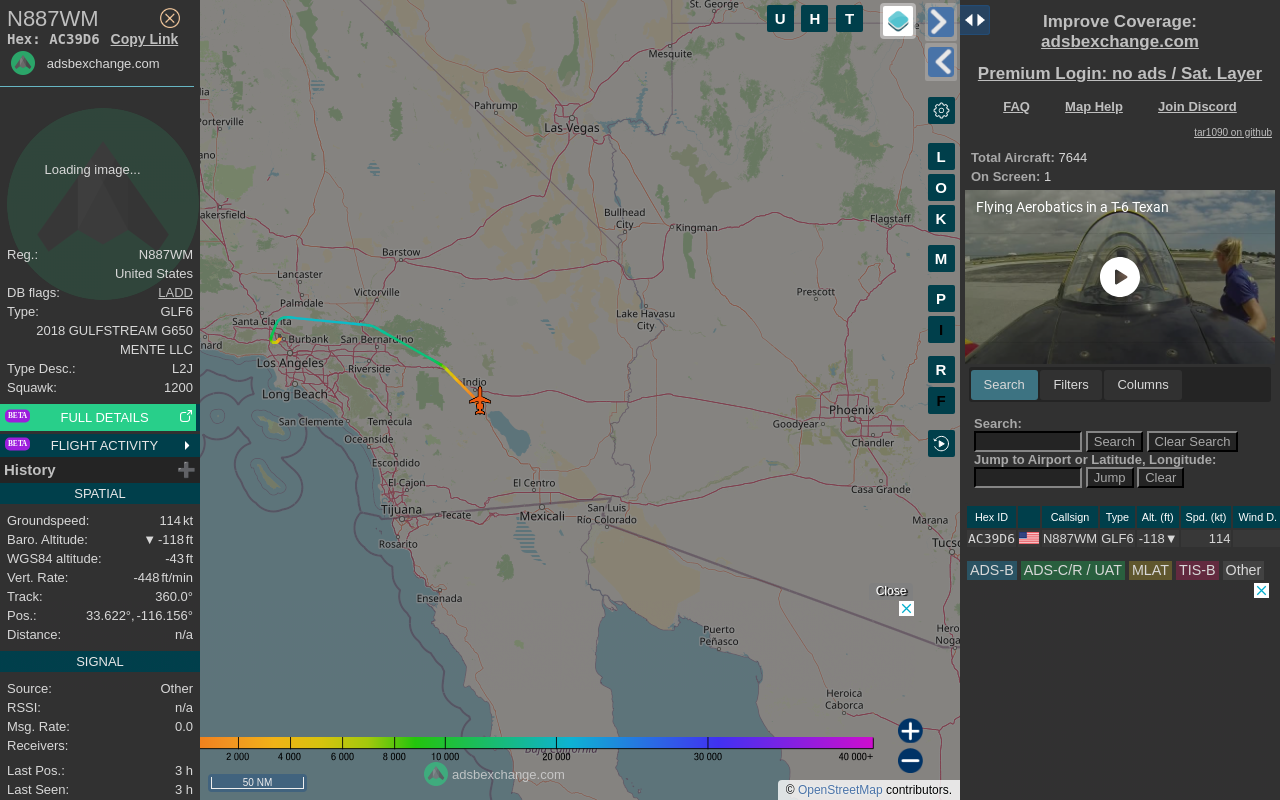 N887WM
Hex: AC39D6 Copy Link
adsbexchange.com
Loading image...
Reg.: N887WM
United States
DB flags: LADD
Type: GLF6
2018 GULFSTREAM G650
MENTE LLC
Type Desc.: L2J
Squawk: 1200
BETA FULL DETAILS
BETA FLIGHT ACTIVITY
History
SPATIAL
Groundspeed: 114 kt
Baro. Altitude: ▼ -118 ft
WGS84 altitude: -43 ft
Vert. Rate: -448 ft/min
Track: 360.0°
Pos.: 33.622°, -116.156°
Distance: n/a
SIGNAL
Source: Other
RSSI: n/a
Msg. Rate: 0.0
Receivers:
Last Pos.: 3 h
Last Seen: 3 h
St. George
Mesquite
Pahrump
Las Vegas
lia
Porterville
ano
akersfield
Bullhead
City
Kingman
Flagstaff
Barstow
Lancaster
Victorville
Palmdale
Prescott
Santa Clarita
Lake Havasu
City
nard
Burbank
San Bernardino
Los Angeles
Riverside
Indio
Long Beach
Phoenix
San Clemente
Temecula
Goodyear
Oceanside
Chandler
Escondido
El Cajon
El Centro
Casa Grande
Tijuana
Tecate
Mexicali
San Luis
Río Colorado
Marana
Rosarito
Tucso
Ensenada
Puerto
Peñasco
Hero
Noga
Heroica
Caborca
Baja California
U H T
L
O
K
M
P
I
R
F
Close
2 000 4 000 6 000 8 000 10 000 20 000 30 000 40 000+
50 NM
adsbexchange.com
© OpenStreetMap contributors.
Improve Coverage:
adsbexchange.com
Premium Login: no ads / Sat. Layer
FAQ Map Help Join Discord
tar1090 on github
Total Aircraft: 7644
On Screen: 1
Flying Aerobatics in a T-6 Texan
Search Filters Columns
Search:
Search Clear Search
Jump to Airport or Latitude, Longitude:
Jump Clear
Hex ID Callsign Type Alt. (ft) Spd. (kt) Wind D.
AC39D6 N887WM GLF6 -118▼ 114
ADS-B ADS-C/R / UAT MLAT TIS-B Other